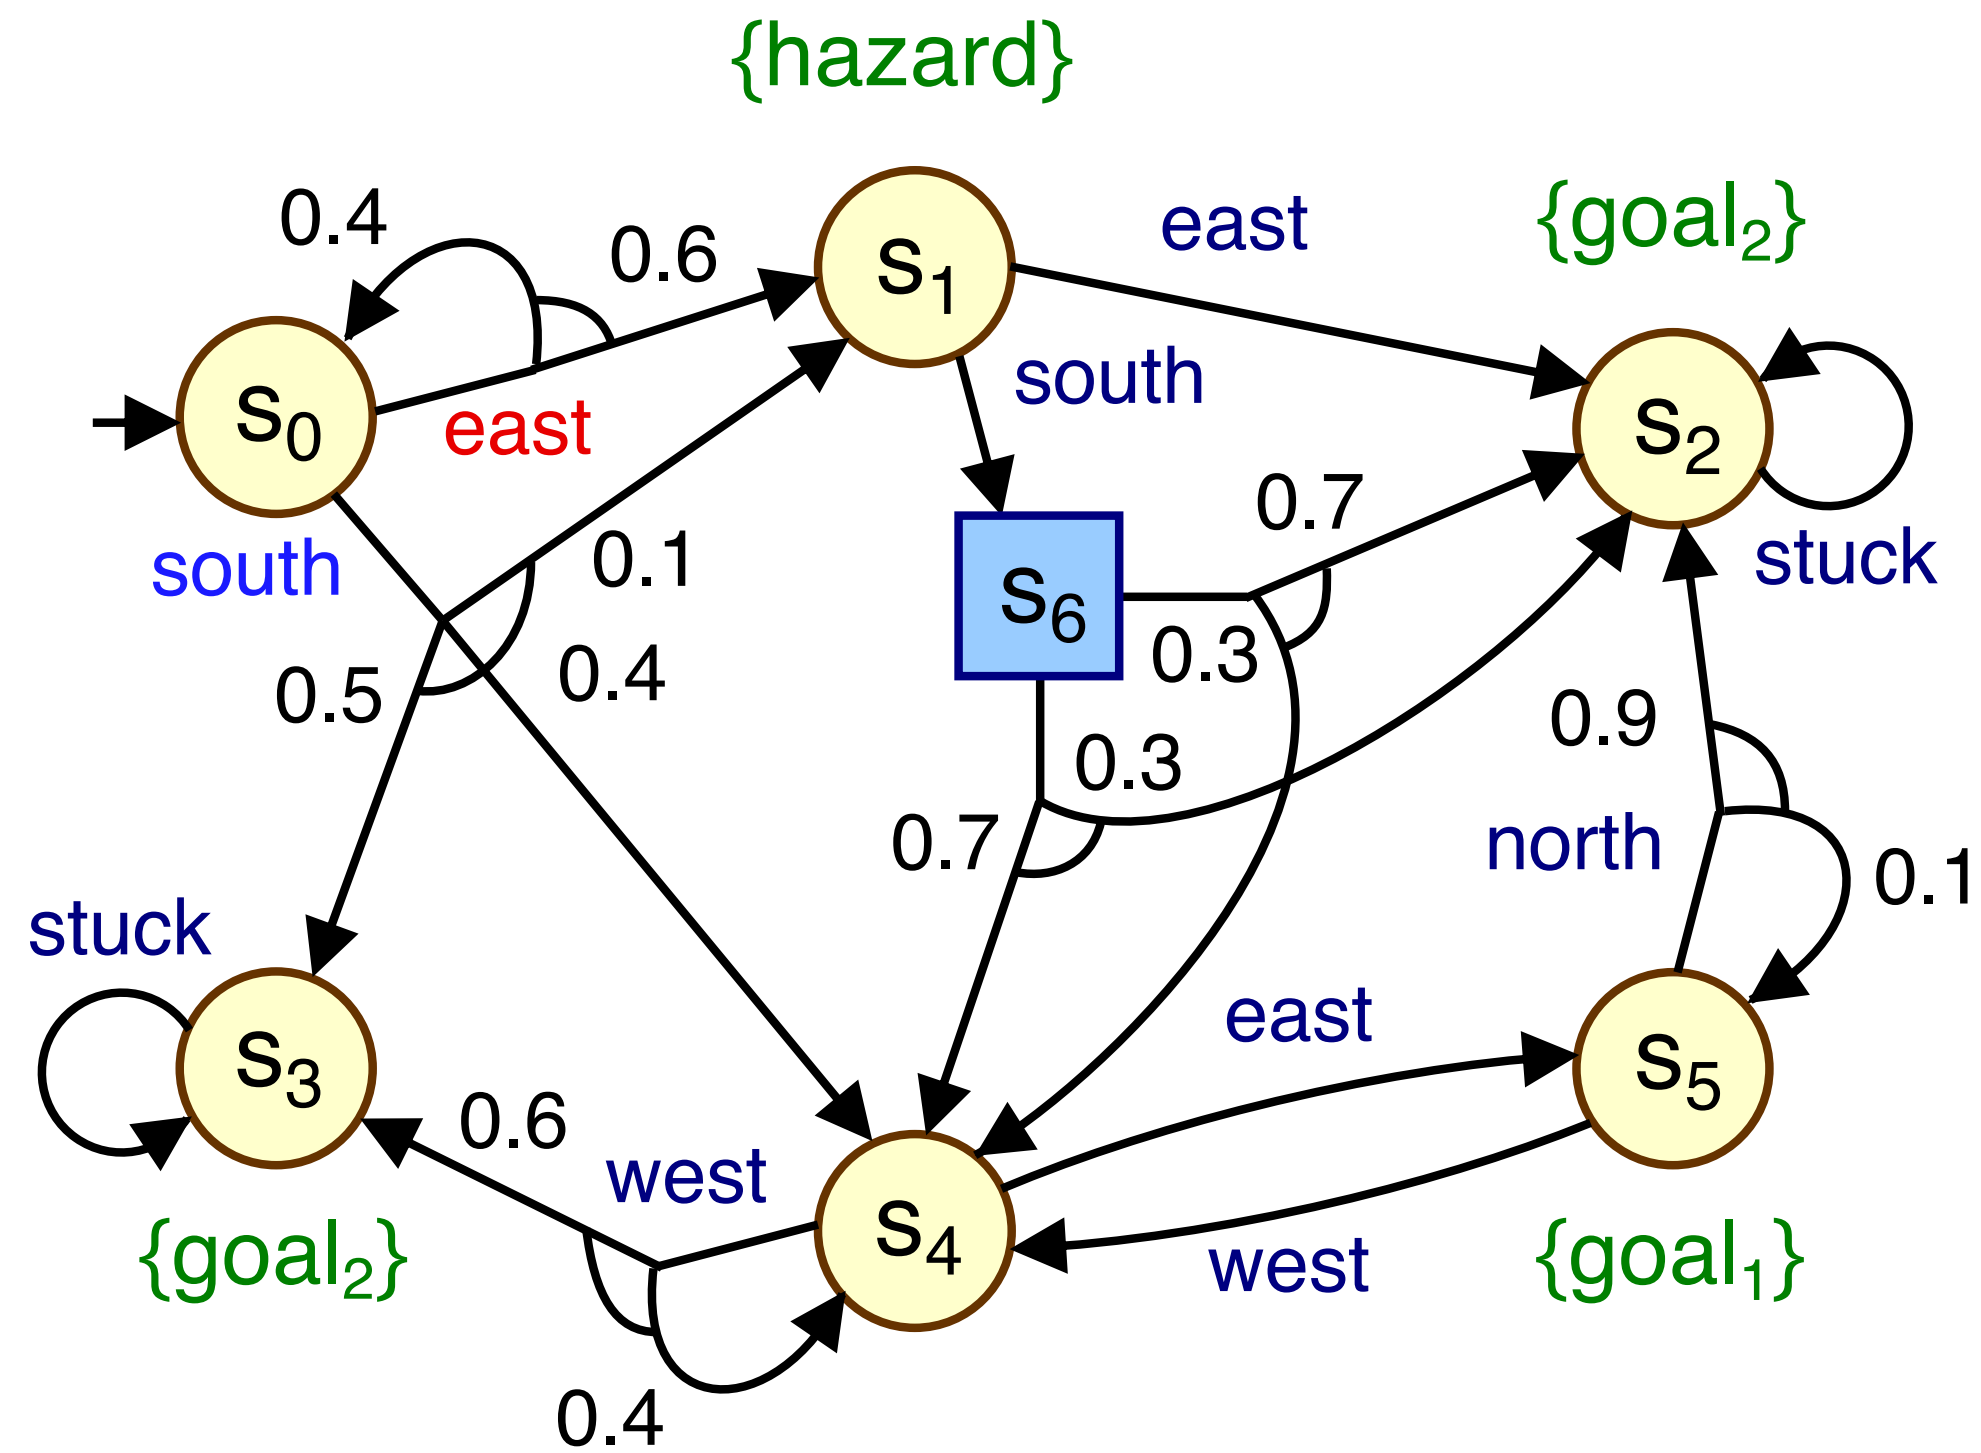 {hazard}
0.4
0.6
s₁
east
{goal₂}
s₀
east
south
s₂
0.7
south
0.1
s₆
stuck
0.5
0.4
0.3
0.3
0.9
0.7
north
0.1
stuck
s₃
east
s₅
0.6
west
s₄
{goal₂}
west
{goal₁}
0.4